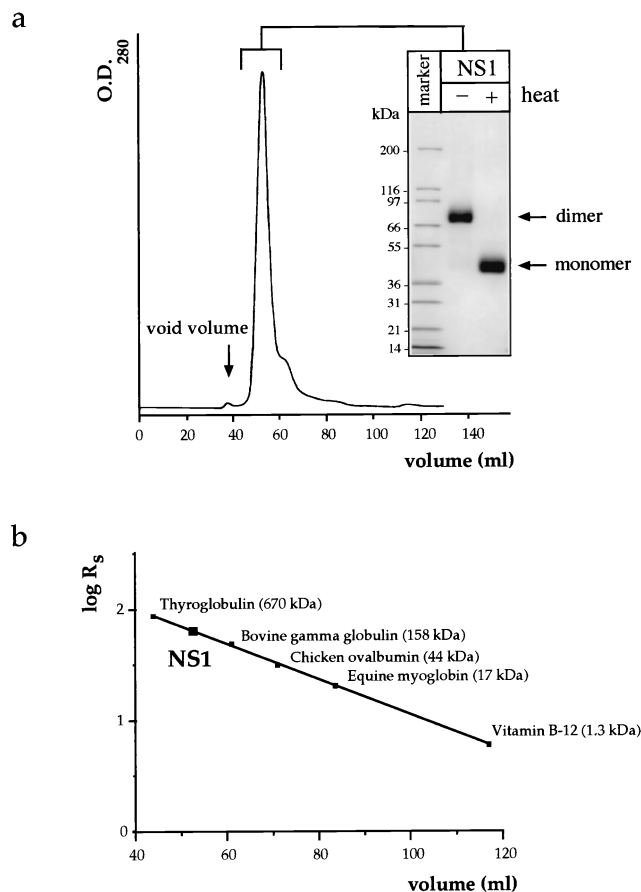 a
O.D. 280
marker
NS1
− +
heat
kDa
200
116
97
66
55
36
31
21
14
dimer
monomer
void volume
0 20 40 60 80 100 120 140
volume (ml)
b
log Rs
2
1
0
Thyroglobulin (670 kDa)
NS1
Bovine gamma globulin (158 kDa)
Chicken ovalbumin (44 kDa)
Equine myoglobin (17 kDa)
Vitamin B-12 (1.3 kDa)
40 60 80 100 120
volume (ml)